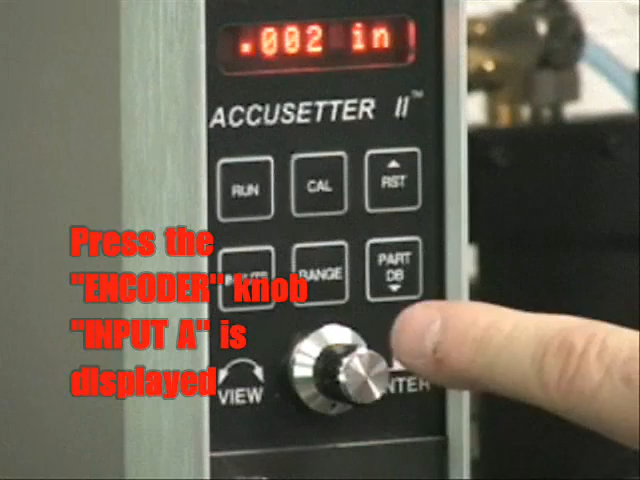 .002 in
ACCUSETTER II™
RUN CAL RST
RANGE PART DB
VIEW
Press the
"ENCODER" knob
"INPUT A" is
displayed